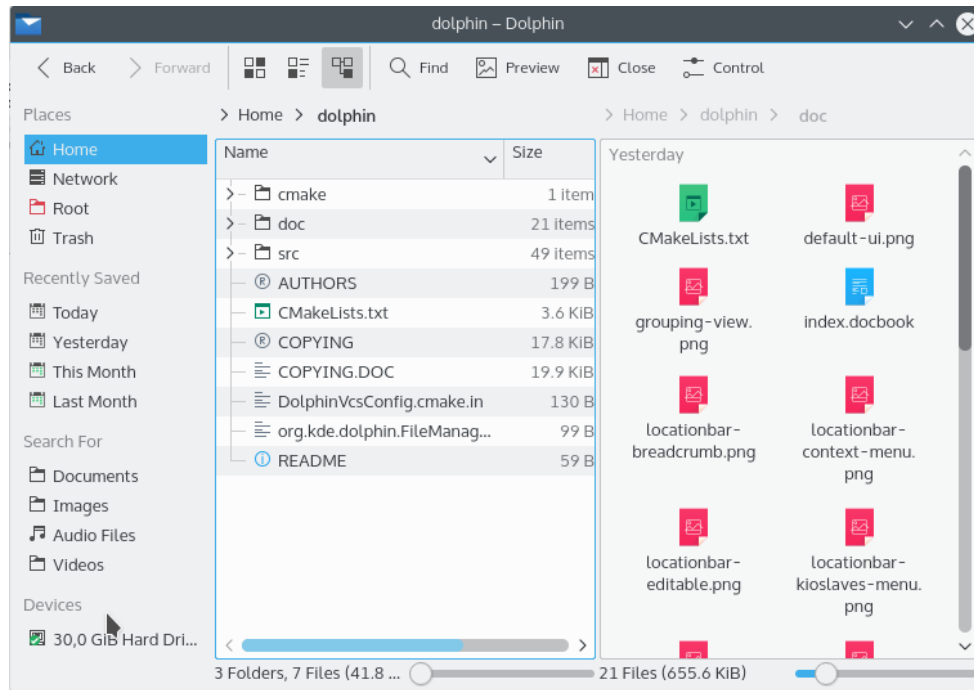 dolphin – Dolphin
Back Forward Find Preview Close Control
Places
Home
Network
Root
Trash
Recently Saved
Today
Yesterday
This Month
Last Month
Search For
Documents
Images
Audio Files
Videos
Devices
30,0 GiB Hard Dri...
> Home > dolphin
Name Size
cmake 1 item
doc 21 items
src 49 items
AUTHORS 199 B
CMakeLists.txt 3.6 KiB
COPYING 17.8 KiB
COPYING.DOC 19.9 KiB
DolphinVcsConfig.cmake.in 130 B
org.kde.dolphin.FileManag... 99 B
README 59 B
3 Folders, 7 Files (41.8 ...
> Home > dolphin > doc
Yesterday
CMakeLists.txt
default-ui.png
grouping-view.
png
index.docbook
locationbar-
breadcrumb.png
locationbar-
context-menu.
png
locationbar-
editable.png
locationbar-
kioslaves-menu.
png
21 Files (655.6 KiB)